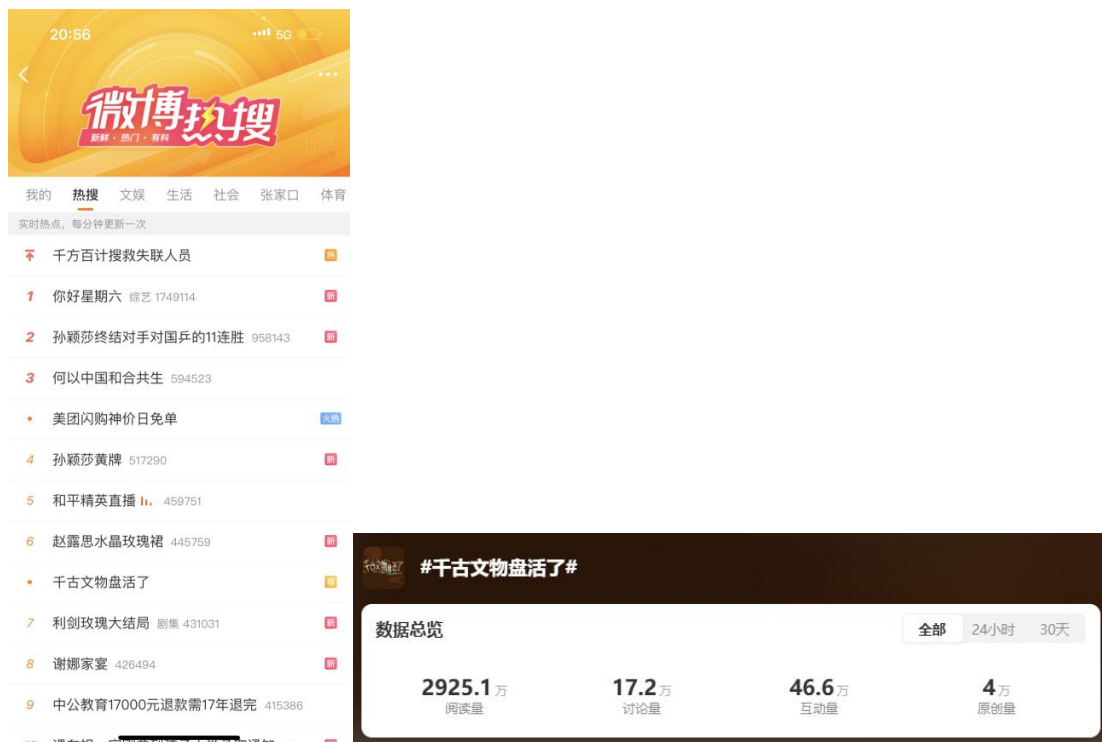 20:56 5G
微博热搜
新鲜·热门·有料
我的 热搜 文娱 生活 社会 张家口 体育
实时热点，每分钟更新一次
千方百计搜救失联人员 热
1 你好星期六 综艺 1749114 新
2 孙颖莎终结对手对国乒的11连胜 958143 新
3 何以中国和合共生 594523
美团闪购神价日免单 火热
4 孙颖莎黄牌 517290 新
5 和平精英直播 459751
6 赵露思水晶玫瑰裙 445759 新
千古文物盘活了 荐
7 利剑玫瑰大结局 剧集 431031 新
8 谢娜家宴 426494 新
9 中公教育17000元退款需17年退完 415386
千古文物盘活了 #千古文物盘活了#
数据总览 全部 24小时 30天
2925.1万 17.2万 46.6万 4万
阅读量 讨论量 互动量 原创量